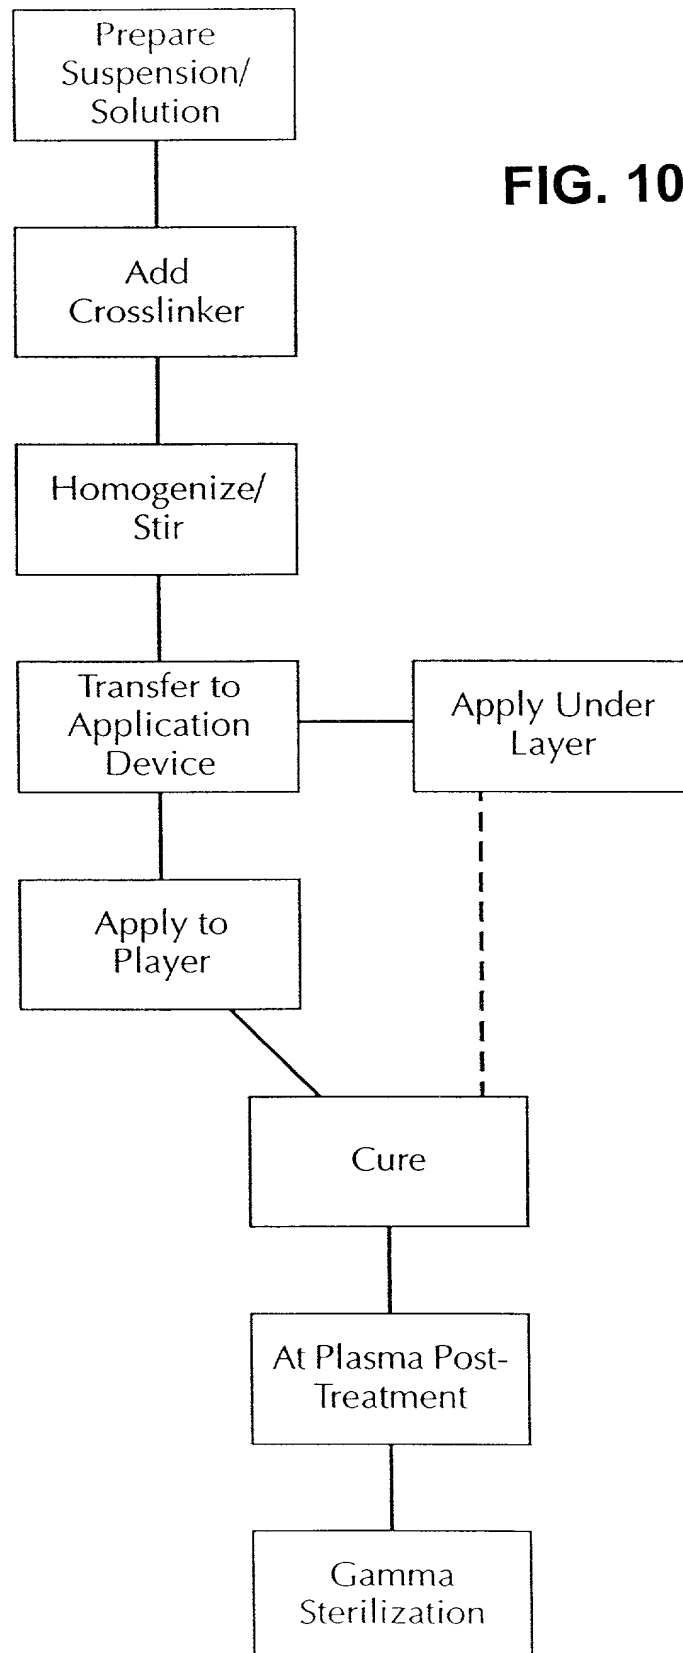 Prepare
Suspension/
Solution
FIG. 10
Add
Crosslinker
Homogenize/
Stir
Transfer to
Application
Device
Apply Under
Layer
Apply to
Player
Cure
At Plasma Post-
Treatment
Gamma
Sterilization